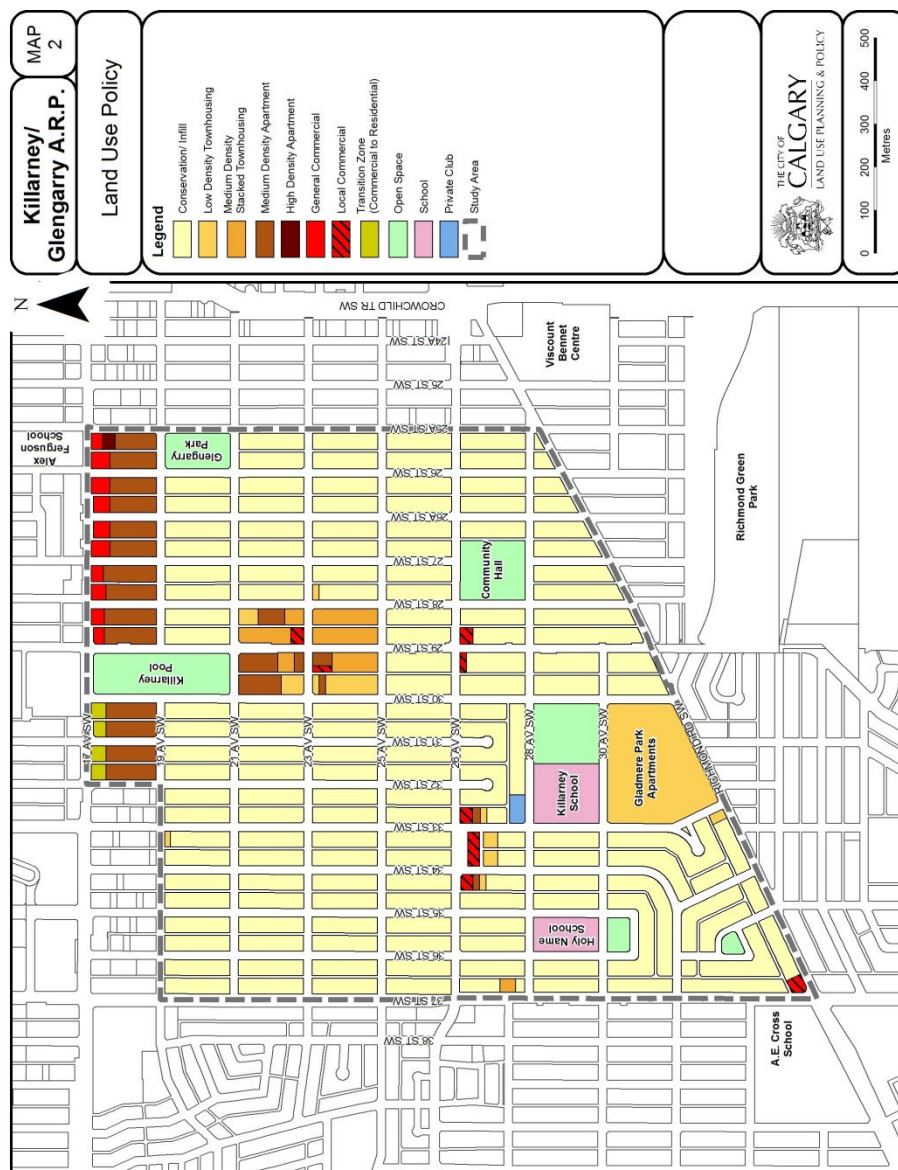 Killarney/
Glengarry A.R.P.
MAP
2
Land Use Policy
Legend
Conservation/ Infill
Low Density Townhousing
Medium Density
Stacked Townhousing
Medium Density Apartment
High Density Apartment
General Commercial
Local Commercial
Transition Zone
(Commercial to Residential)
Open Space
School
Private Club
Study Area
THE CITY OF
CALGARY
LAND USE PLANNING & POLICY
0 100 200 300 400 500
Metres
N
Alex
Ferguson
School
17 AV SW
19 AV SW
21 AV SW
23 AV SW
25 AV SW
26 AV SW
28 AV SW
30 AV SW
RICHMOND RD SW
CROWCHILD TR SW
24A ST SW
25 ST SW
25A ST SW
26 ST SW
26A ST SW
27 ST SW
28 ST SW
29 ST SW
30 ST SW
31 ST SW
32 ST SW
33 ST SW
34 ST SW
35 ST SW
36 ST SW
37 ST SW
38 ST SW
Glengarry
Park
Killarney
Pool
Community
Hall
Viscount
Bennet
Centre
Richmond Green
Park
Killarney
School
Gladmere Park
Apartments
Holy Name
School
A.E. Cross
School